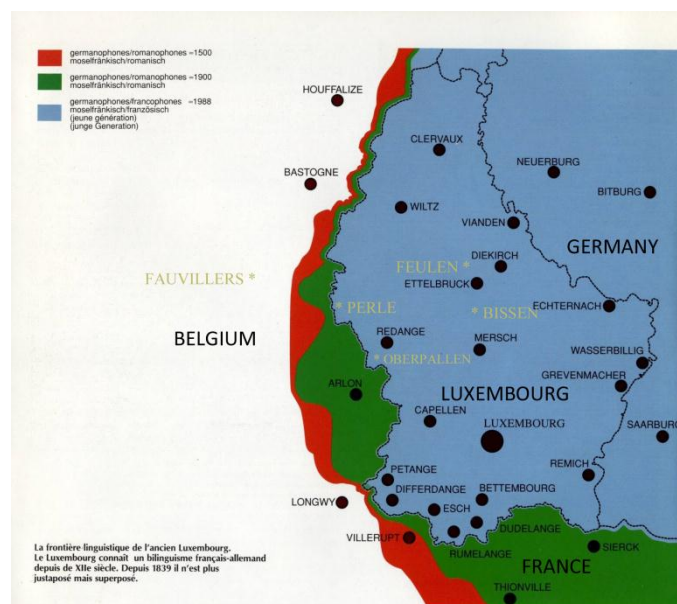 germanophones/romanophones ~1500
moselfränkisch/romanisch
germanophones/romanophones ~1900
moselfränkisch/romanisch
germanophones/francophones ~1988
moselfränkisch/französisch
(jeune génération)
(junge Generation)
HOUFFALIZE
CLERVAUX
NEUERBURG
BASTOGNE
BITBURG
WILTZ
VIANDEN
GERMANY
DIEKIRCH
FEULEN *
FAUVILLERS *
ETTELBRUCK
* PERLE
* BISSEN
ECHTERNACH
BELGIUM
REDANGE
MERSCH
* OBERPALLEN
WASSERBILLIG
GREVENMACHER
ARLON
LUXEMBOURG
CAPELLEN
LUXEMBOURG
SAARBURG
PETANGE
REMICH
DIFFERDANGE
BETTEMBOURG
LONGWY
ESCH
DUDELANGE
VILLERUPT
RUMELANGE
SIERCK
FRANCE
THIONVILLE
La frontière linguistique de l'ancien Luxembourg.
Le Luxembourg connaît un bilinguisme français-allemand
depuis de XIIe siècle. Depuis 1839 il n'est plus
justaposé mais superposé.